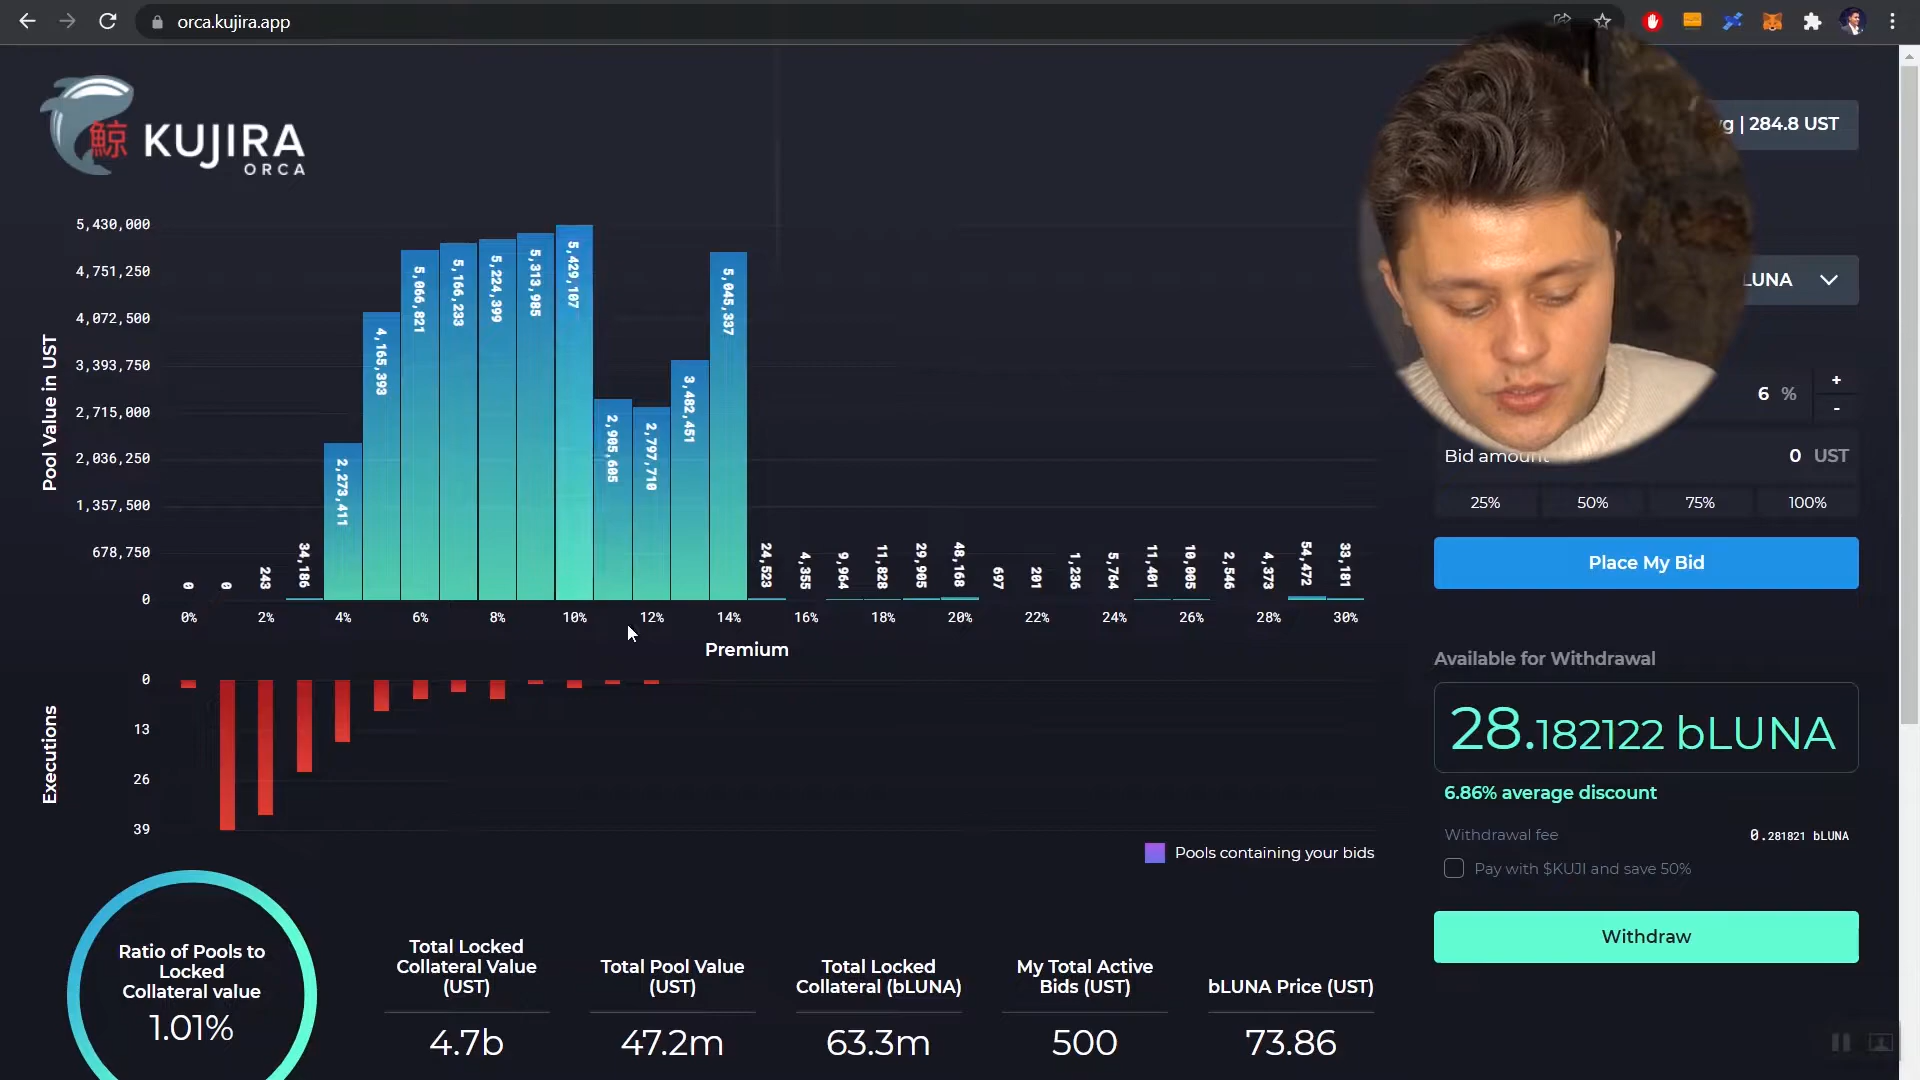 orca.kujira.app
鯨 KUJIRA
ORCA
vg | 284.8 UST
LUNA
6 %
+
-
Bid amount
0 UST
25% 50% 75% 100%
Place My Bid
Available for Withdrawal
28.182122 bLUNA
6.86% average discount
Withdrawal fee 0.281821 bLUNA
Pay with $KUJI and save 50%
Withdraw
Pool Value in UST
5,430,000
4,751,250
4,072,500
3,393,750
2,715,000
2,036,250
1,357,500
678,750
0
0
0
243
34,186
2,273,411
4,165,393
5,066,821
5,166,233
5,224,399
5,313,985
5,429,107
2,905,605
2,797,710
3,482,451
5,045,337
24,523
4,355
9,964
11,828
29,905
48,168
697
201
1,236
5,764
11,401
10,005
2,546
4,373
54,472
33,181
0% 2% 4% 6% 8% 10% 12% 14% 16% 18% 20% 22% 24% 26% 28% 30%
Premium
Executions
0
13
26
39
Pools containing your bids
Ratio of Pools to
Locked
Collateral value
1.01%
Total Locked
Collateral Value
(UST)
4.7b
Total Pool Value
(UST)
47.2m
Total Locked
Collateral (bLUNA)
63.3m
My Total Active
Bids (UST)
500
bLUNA Price (UST)
73.86